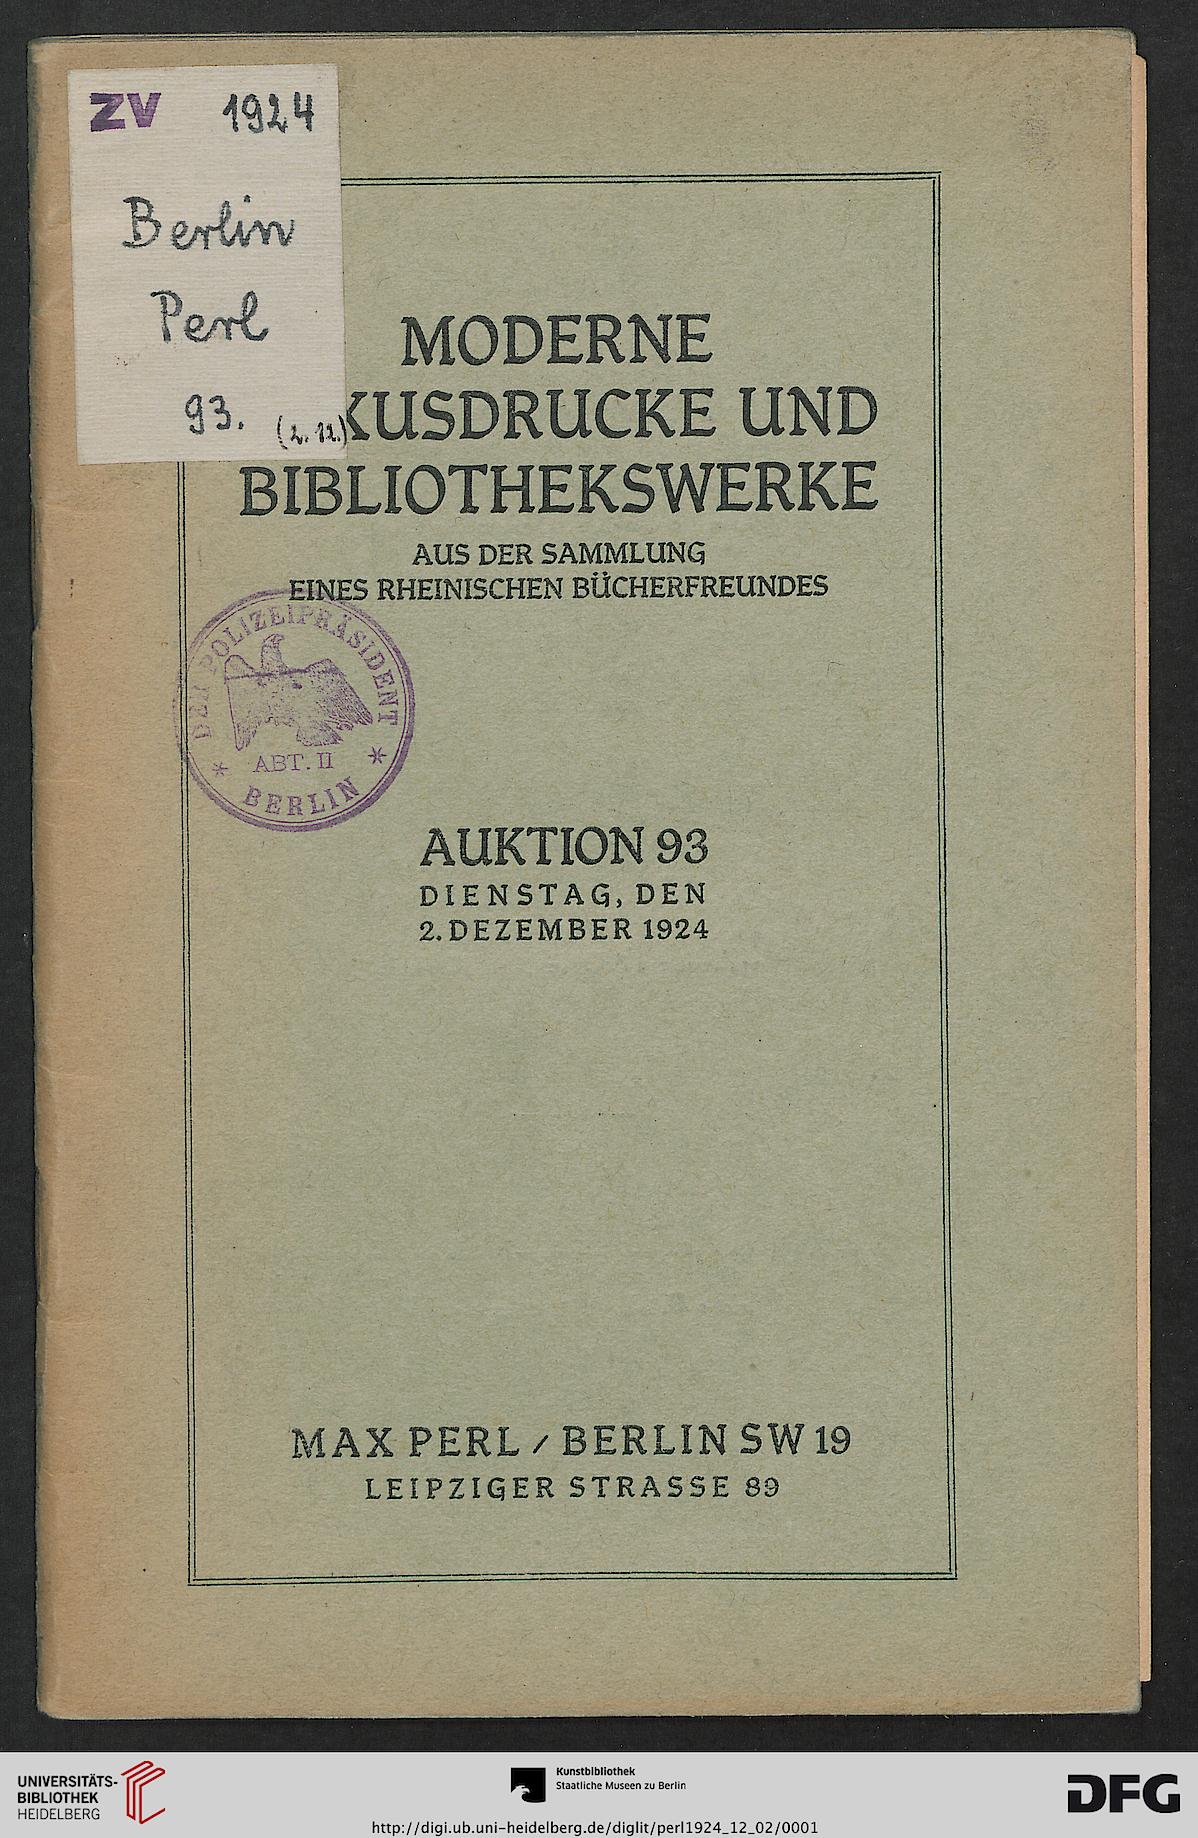 ZV 1924
Berlin
Perl
93. (2. 12.)
MODERNE
KUSDRUCKE UND
BIBLIOTHEKSWERKE
AUS DER SAMMLUNG
EINES RHEINISCHEN BÜCHERFREUNDES
DER POLIZEIPRÄSIDENT
* ABT. II *
BERLIN
AUKTION 93
DIENSTAG, DEN
2. DEZEMBER 1924
MAX PERL / BERLIN SW 19
LEIPZIGER STRASSE 89
UNIVERSITÄTS-
BIBLIOTHEK
HEIDELBERG
Kunstbibliothek
Staatliche Museen zu Berlin
DFG
http://digi.ub.uni-heidelberg.de/diglit/perl1924_12_02/0001